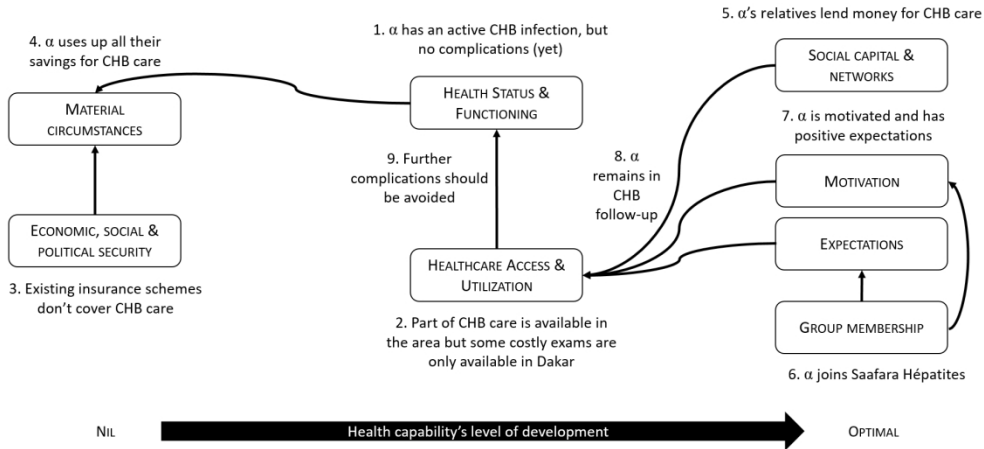 5. α’s relatives lend money for CHB care
1. α has an active CHB infection, but
no complications (yet)
4. α uses up all their
savings for CHB care
SOCIAL CAPITAL &
NETWORKS
HEALTH STATUS &
FUNCTIONING
MATERIAL
CIRCUMSTANCES
7. α is motivated and has
positive expectations
9. Further
complications should
be avoided
8. α
remains in
CHB
follow-up
MOTIVATION
ECONOMIC, SOCIAL &
POLITICAL SECURITY
EXPECTATIONS
HEALTHCARE ACCESS &
UTILIZATION
3. Existing insurance schemes
don’t cover CHB care
2. Part of CHB care is available in
the area but some costly exams are
only available in Dakar
GROUP MEMBERSHIP
6. α joins Saafara Hépatites
NIL
Health capability’s level of development
OPTIMAL